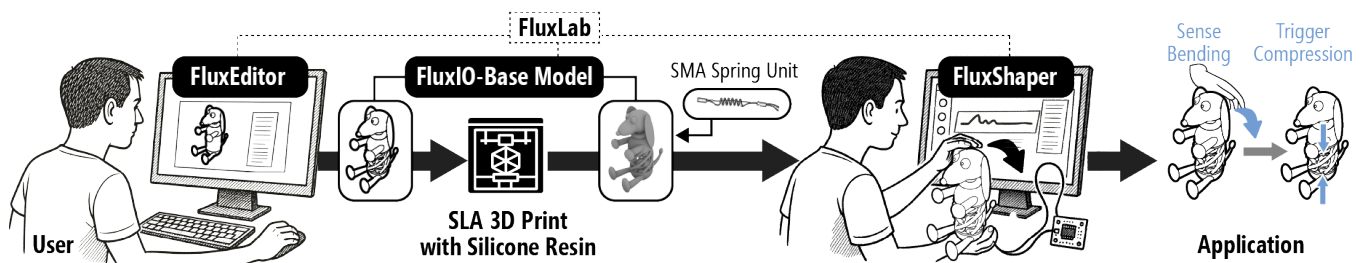 FluxLab
FluxEditor
FluxIO-Base Model
SMA Spring Unit
FluxShaper
Sense
Bending
Trigger
Compression
User
SLA 3D Print
with Silicone Resin
Application